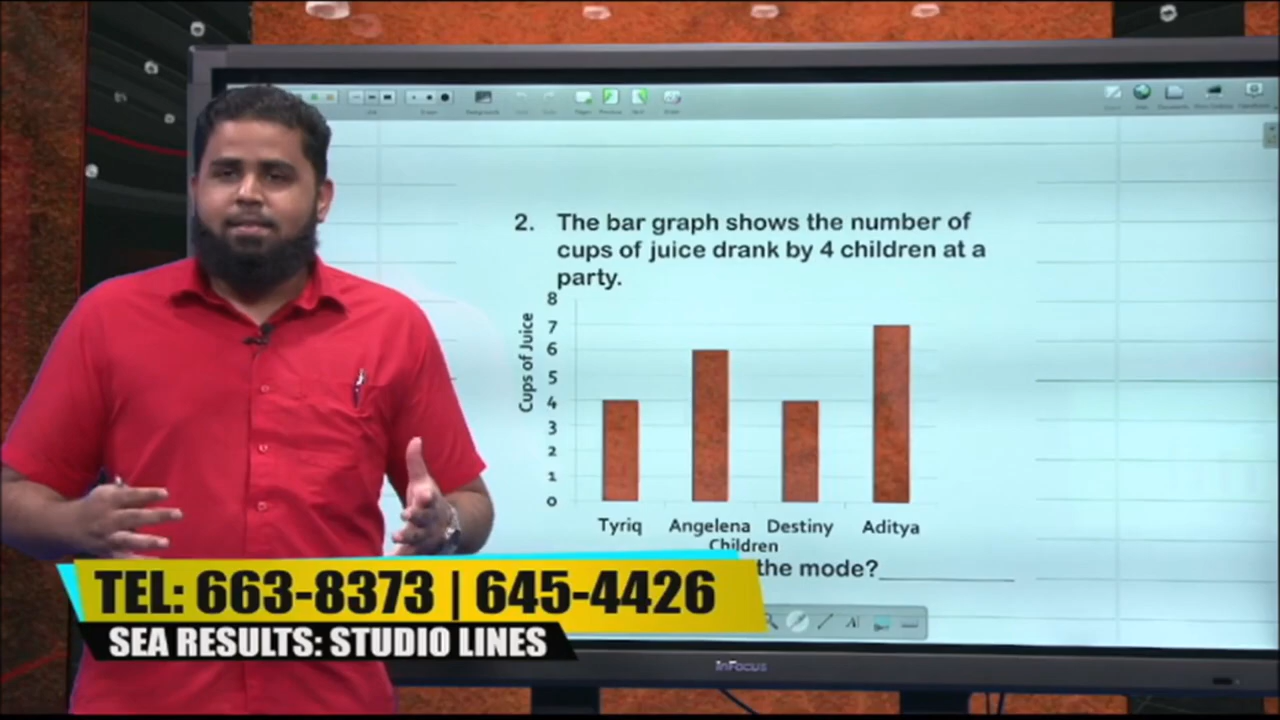 2. The bar graph shows the number of
cups of juice drank by 4 children at a
party.
Cups of Juice
8
7
6
5
4
3
2
1
0
Tyriq Angelena Destiny Aditya
Children
the mode?
TEL: 663-8373 | 645-4426
SEA RESULTS: STUDIO LINES
InFocus